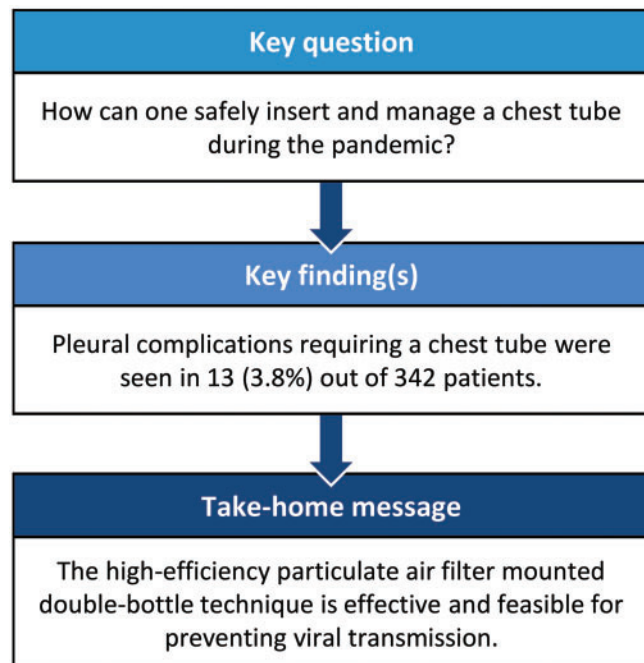 Key question
How can one safely insert and manage a chest tube
during the pandemic?
Key finding(s)
Pleural complications requiring a chest tube were
seen in 13 (3.8%) out of 342 patients.
Take-home message
The high-efficiency particulate air filter mounted
double-bottle technique is effective and feasible for
preventing viral transmission.